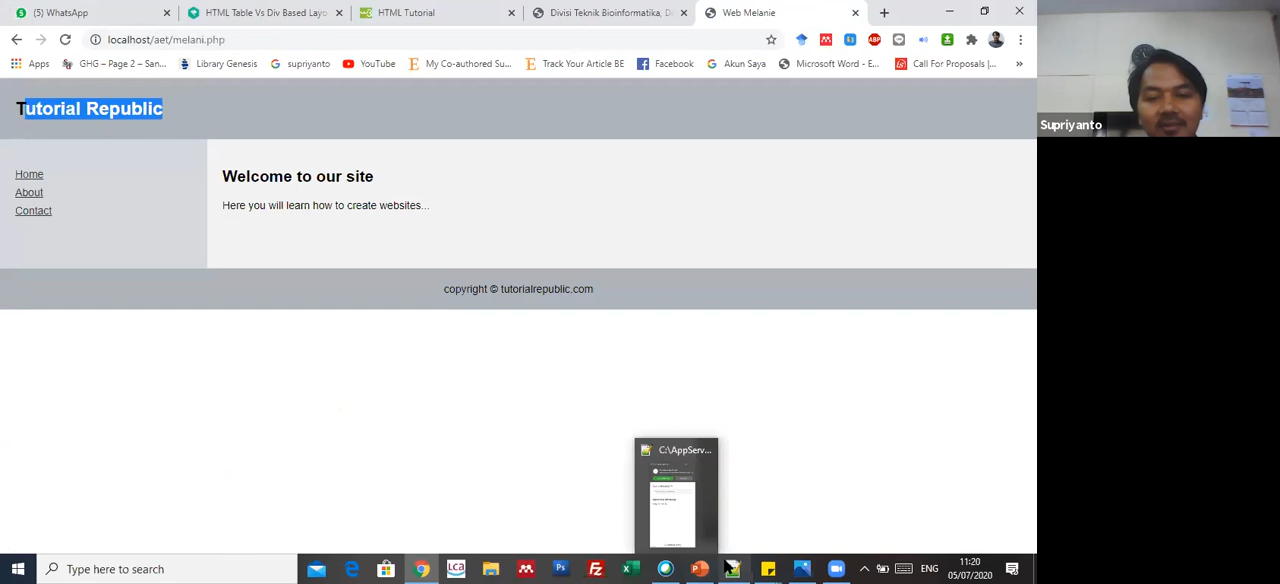 (5) WhatsApp
HTML Table Vs Div Based Layo
HTML Tutorial
Divisi Teknik Bioinformatika, D
Web Melanie
localhost/aet/melani.php
ABP
Apps
GHG – Page 2 – San...
Library Genesis
supriyanto
YouTube
My Co-authored Su...
Track Your Article BE
Facebook
Akun Saya
Microsoft Word - E...
Call For Proposals |...
»
Tutorial Republic
Supriyanto
Home
About
Contact
Welcome to our site
Here you will learn how to create websites...
copyright © tutorialrepublic.com
C:\AppServ...
Type here to search
LCA
Ps
Fz
ENG
11:20
05/07/2020